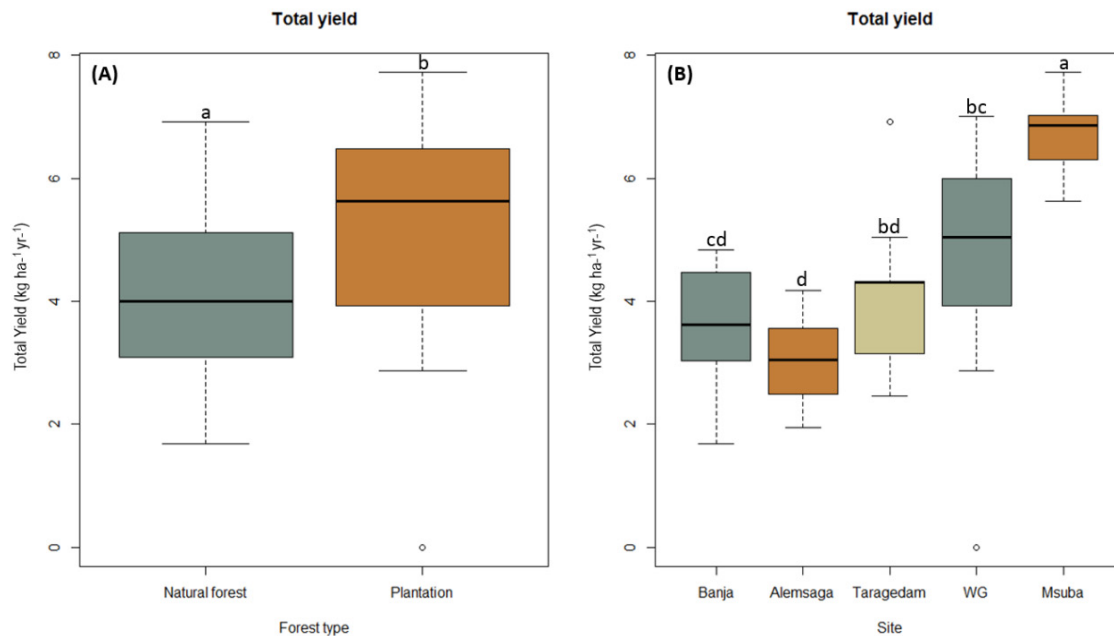 Total yield
(A)
a
b
8
6
4
2
0
Total Yield (kg ha-1 yr-1)
Natural forest Plantation
Forest type
Total yield
(B)
cd
d
bd
bc
a
8
6
4
2
0
Total Yield (kg ha-1 yr-1)
Banja Alemsaga Taragedam WG Msuba
Site